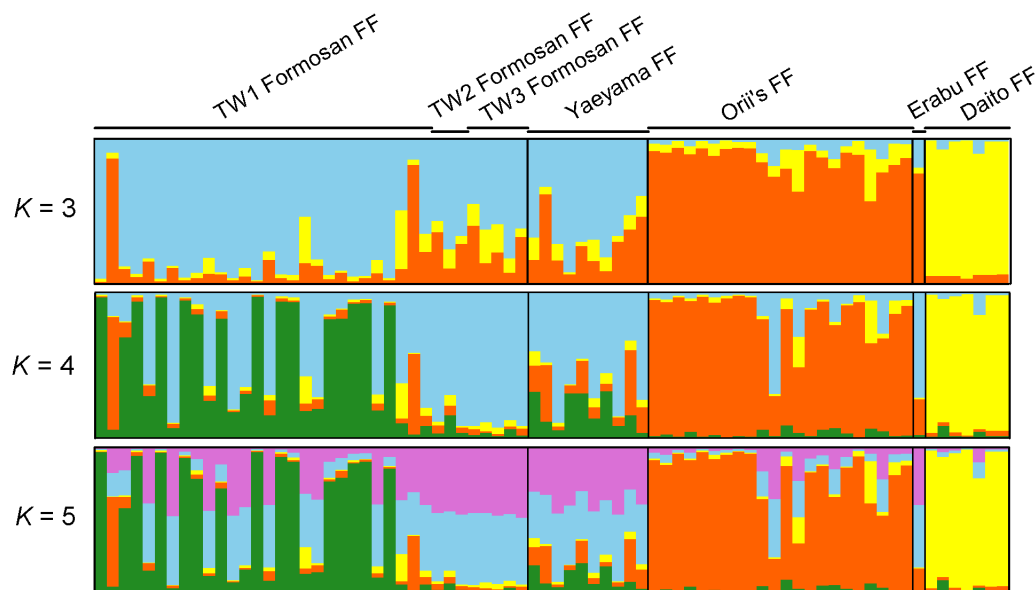 TW1 Formosan FF
TW2 Formosan FF
TW3 Formosan FF
Yaeyama FF
Orii's FF
Erabu FF
Daito FF
K = 3
K = 4
K = 5